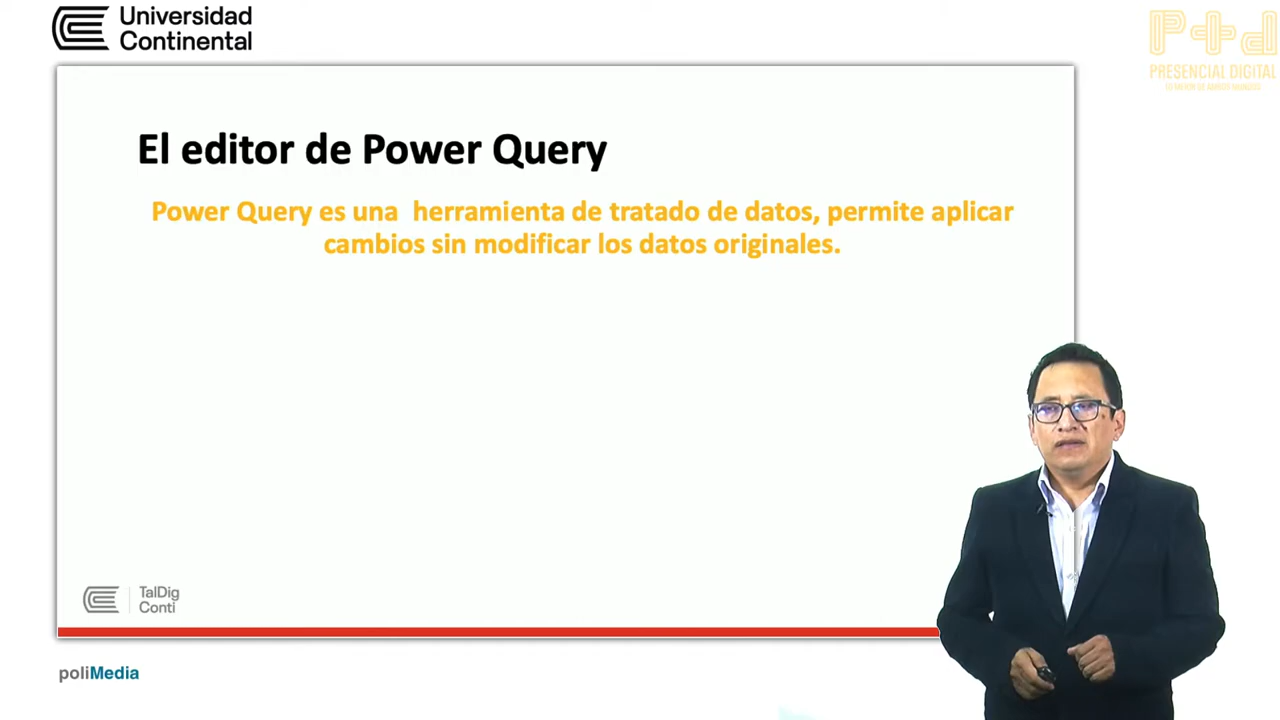 Universidad
Continental
PRESENCIAL DIGITAL
El editor de Power Query
Power Query es una  herramienta de tratado de datos, permite aplicar
cambios sin modificar los datos originales.
TalDig
Conti
poliMedia